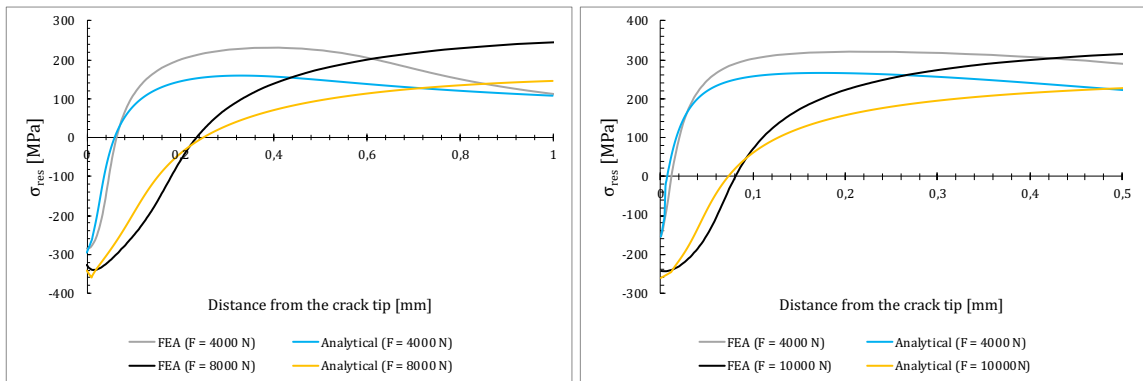 300
200
100
0
-100
-200
-300
-400
0
0,2
0,4
0,6
0,8
1
σres [MPa]
Distance from the crack tip [mm]
FEA (F = 4000 N)
Analytical (F = 4000 N)
FEA (F = 8000 N)
Analytical (F = 8000 N)
400
300
200
100
0
-100
-200
-300
0
0,1
0,2
0,3
0,4
0,5
σres [MPa]
Distance from the crack tip [mm]
FEA (F = 4000 N)
Analytical (F = 4000 N)
FEA (F = 10000 N)
Analytical (F = 10000N)